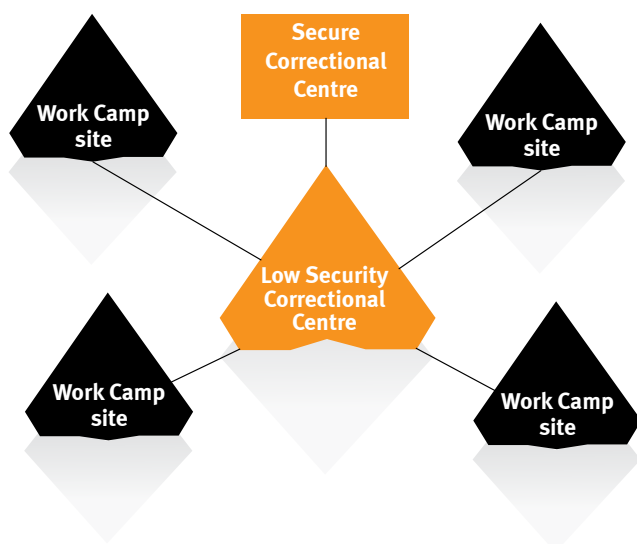 Secure
Correctional
Centre
Work Camp
site
Work Camp
site
Low Security
Correctional
Centre
Work Camp
site
Work Camp
site